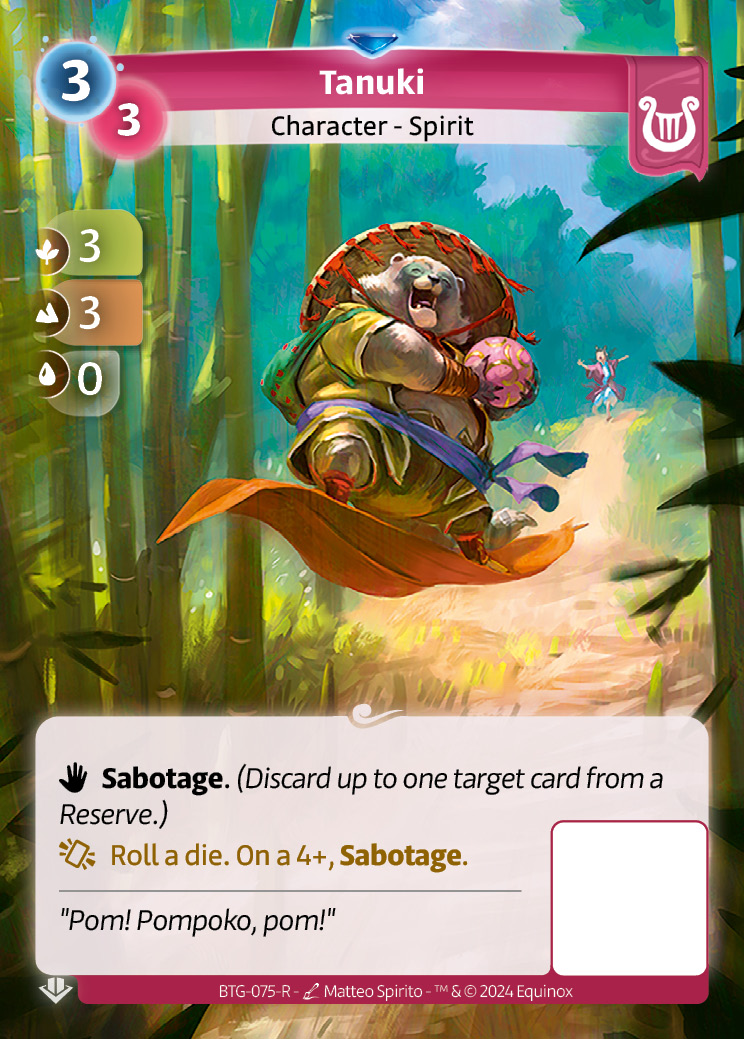 3
Tanuki
3
Character - Spirit
3
3
0
Sabotage. (Discard up to one target card from a
Reserve.)
Roll a die. On a 4+, Sabotage.
"Pom! Pompoko, pom!"
BTG-075-R - Matteo Spirito - ™ & © 2024 Equinox